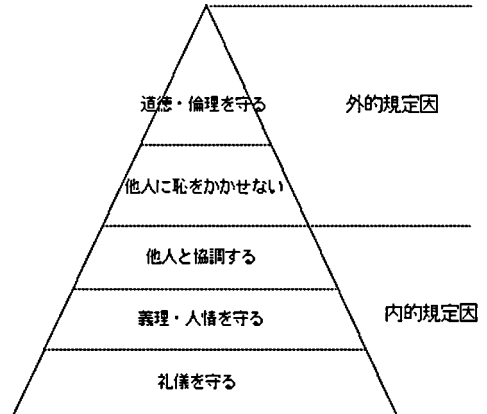 道徳・倫理を守る
外的規定因
他人に恥をかかせない
他人と協調する
義理・人情を守る
内的規定因
礼儀を守る